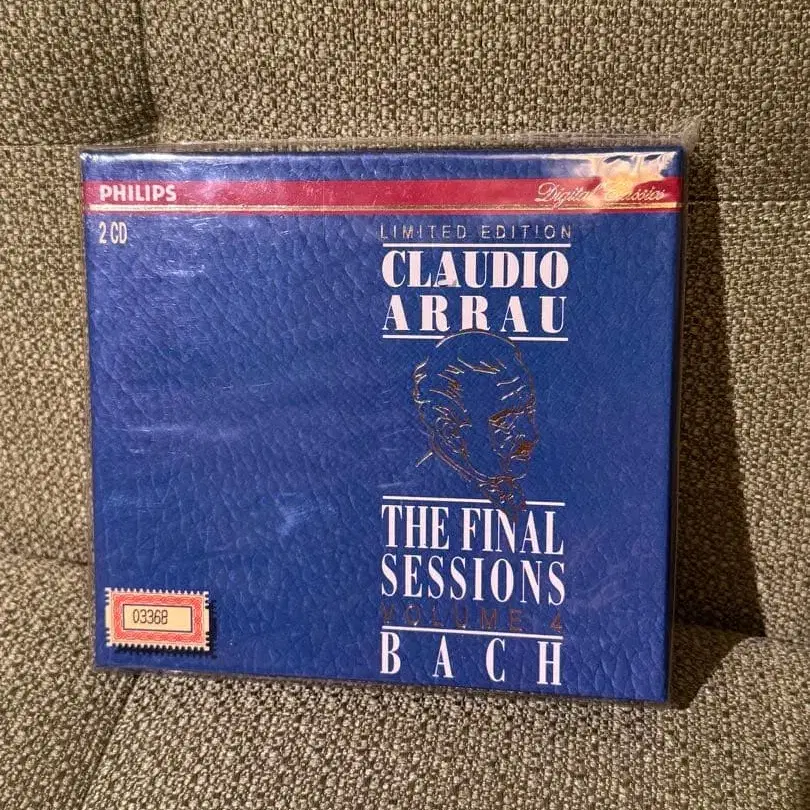 PHILIPS
Digital Classics
2 CD
LIMITED EDITION
CLAUDIO
ARRAU
THE FINAL
SESSIONS
VOLUME 4
BACH
03368